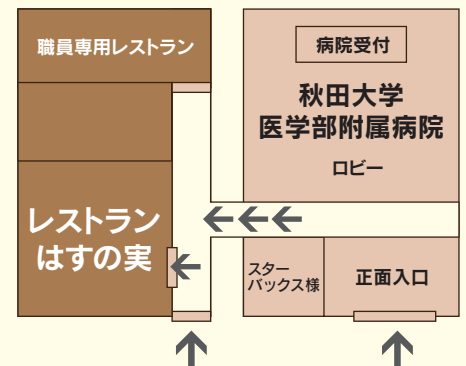 職員専用レストラン
病院受付
秋田大学
医学部附属病院
ロビー
レストラン
はすの実
スター
バックス様
正面入口